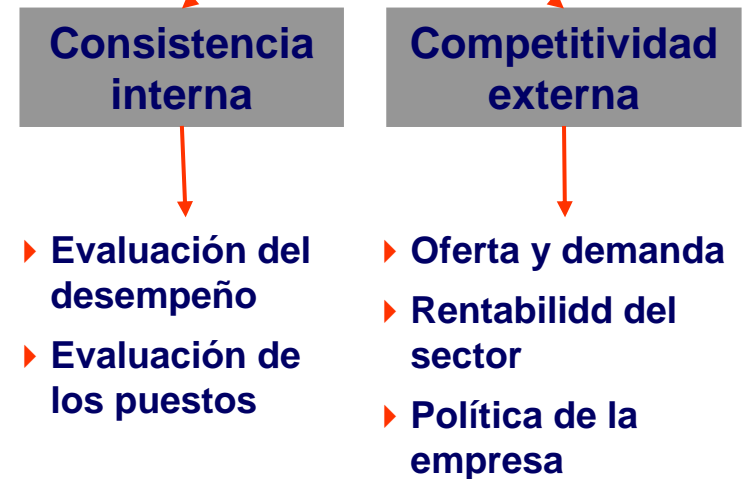 Consistencia
interna
Evaluación del
desempeño
Evaluación de
los puestos
Competitividad
externa
Oferta y demanda
Rentabilidd del
sector
Política de la
empresa